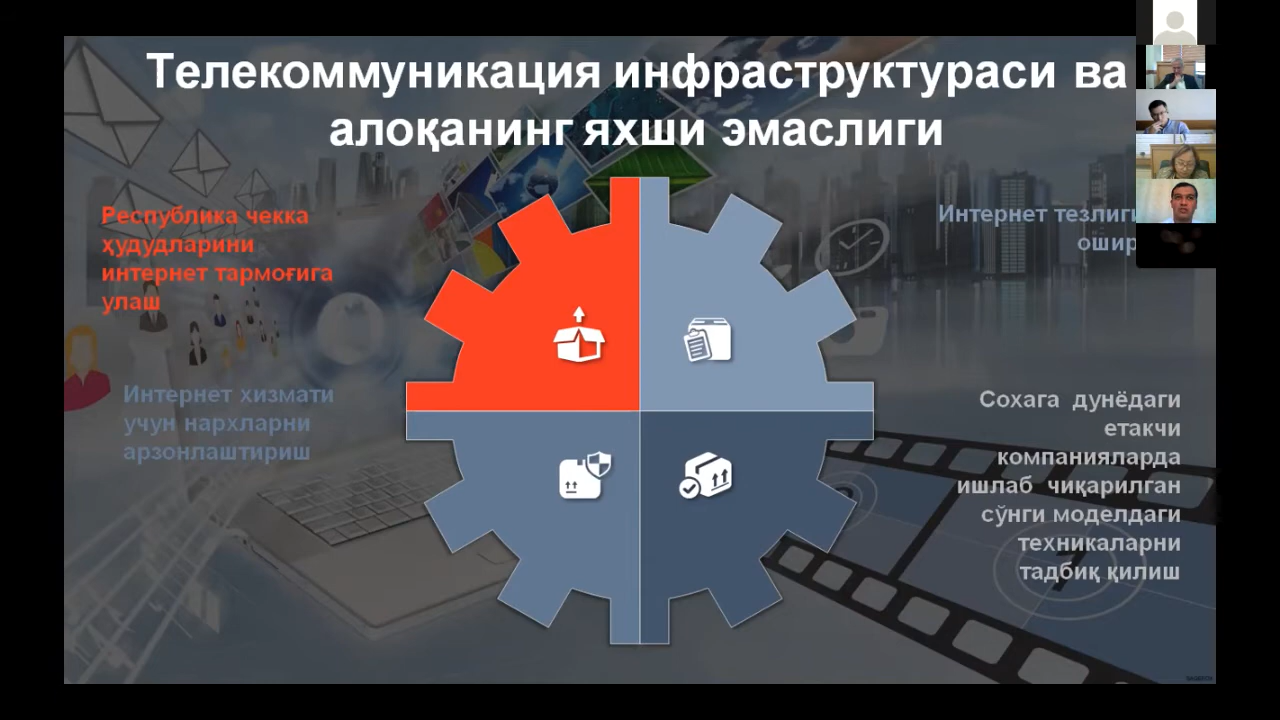 Телекоммуникация инфраструктураси ва
алоқанинг яхши эмаслиги
Республика чекка
ҳудудларини
интернет тармоғига
улаш
Интернет
Интернет хизмати
учун нархларни
арзонлаштириш
Сохага дунёдаги
етакчи
компанияларда
ишлаб чиқарилган
сўнги моделдаги
техникаларни
тадбиқ қилиш